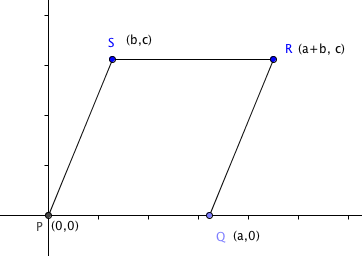 S (b,c)
R (a+b, c)
P (0,0)
Q (a,0)